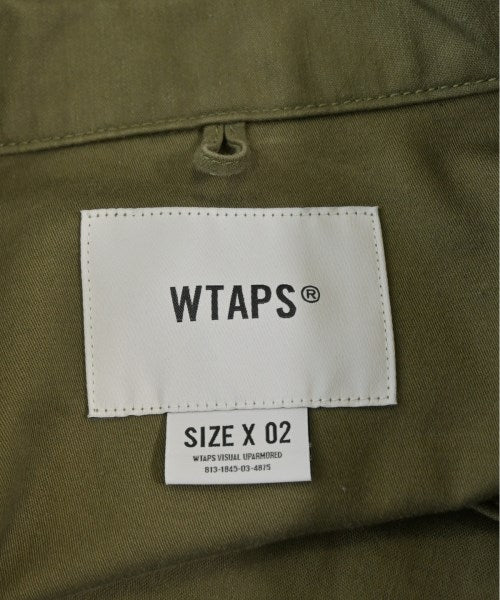 WTAPS®
SIZE X 02
WTAPS VISUAL UPARMORED
813-1845-03-4875